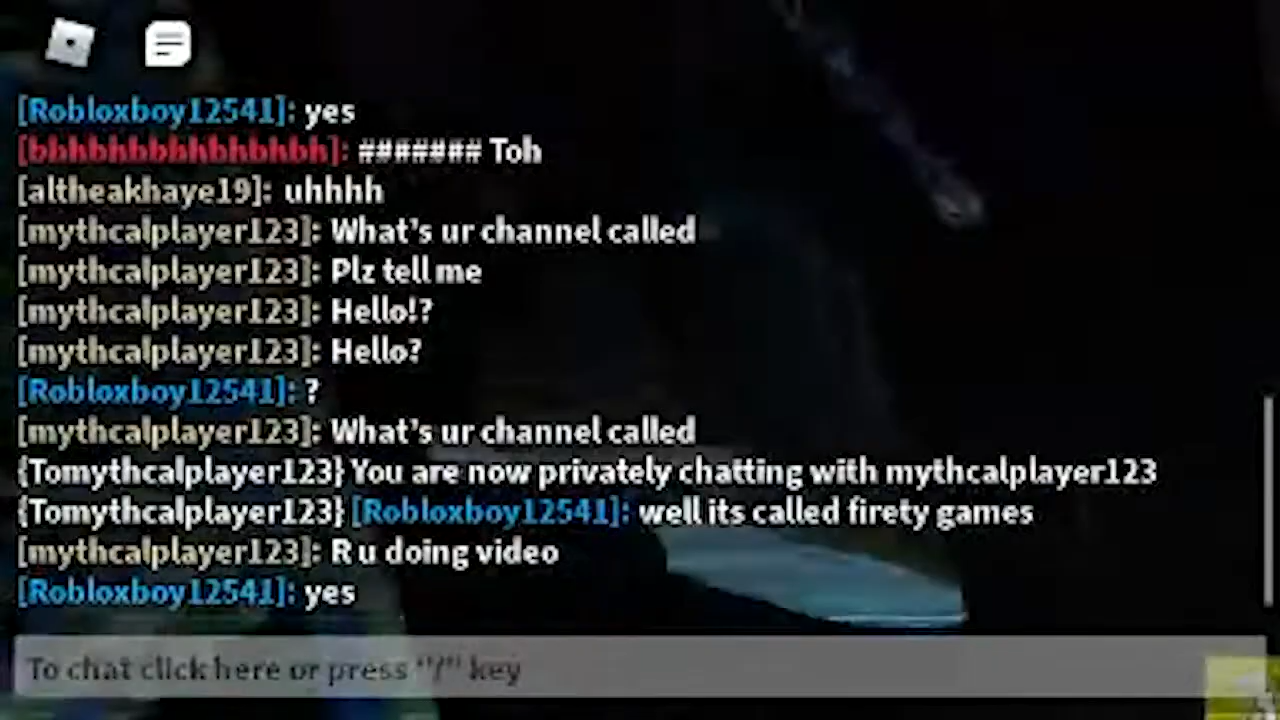 [Robloxboy12541]: yes
[bhhbhhbbhhbhhbhh]: ####### Toh
[altheakhaye19]: uhhhh
[mythcalplayer123]: What's ur channel called
[mythcalplayer123]: Plz tell me
[mythcalplayer123]: Hello!?
[mythcalplayer123]: Hello?
[Robloxboy12541]: ?
[mythcalplayer123]: What's ur channel called
{Tomythcalplayer123} You are now privately chatting with mythcalplayer123
{Tomythcalplayer123} [Robloxboy12541]: well its called firety games
[mythcalplayer123]: R u doing video
[Robloxboy12541]: yes
To chat click here or press "/" key